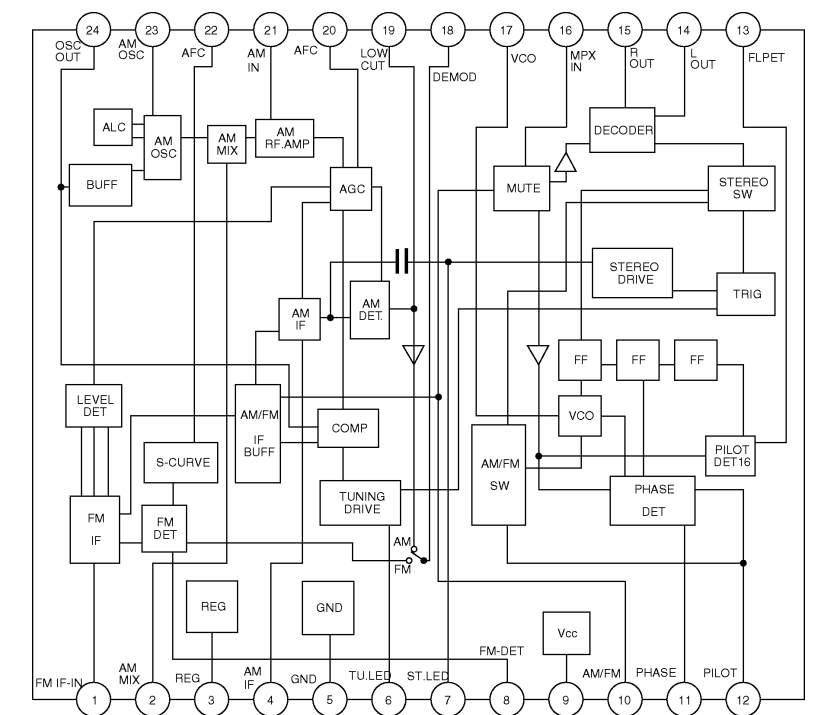 24
23
22
21
20
19
18
17
16
15
14
13
OSC
OUT
AM
OSC
AFC
AM
IN
AFC
LOW
CUT
DEMOD
VCO
MPX
IN
R
OUT
L
OUT
FLPET
ALC
AM
OSC
AM
MIX
AM
RF.AMP
DECODER
BUFF
AGC
MUTE
STEREO
SW
STEREO
DRIVE
TRIG
AM
IF
AM
DET.
FF
FF
FF
LEVEL
DET
AM/FM
IF
BUFF
COMP
VCO
S-CURVE
AM/FM
SW
PILOT
DET16
TUNING
DRIVE
PHASE
DET
FM
IF
FM
DET
AM
FM
REG
GND
Vcc
FM IF-IN
AM
MIX
REG
AM
IF
GND
TU.LED
ST.LED
FM-DET
AM/FM
PHASE
PILOT
1
2
3
4
5
6
7
8
9
10
11
12